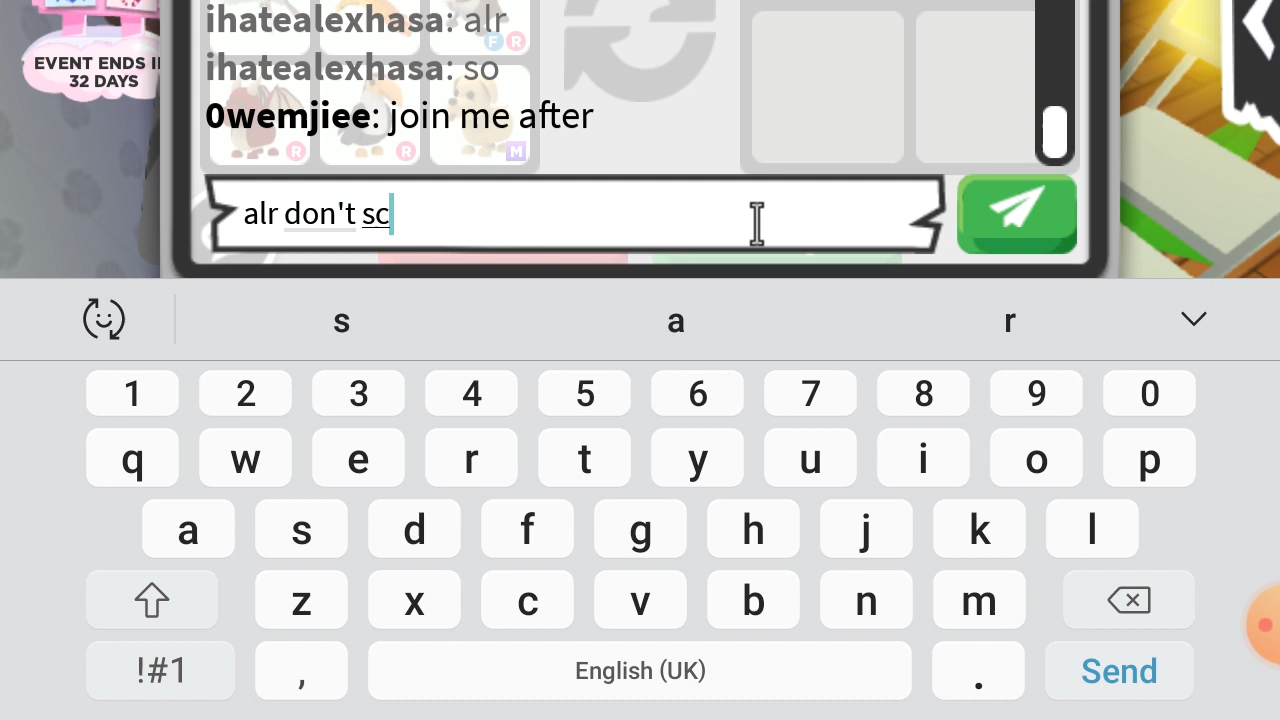 ihatealexhasa: alr
F R
EVENT ENDS I
32 DAYS
ihatealexhasa: so
0wemjiee: join me after
R R M
alr don't sc
s a r
1 2 3 4 5 6 7 8 9 0
q w e r t y u i o p
a s d f g h j k l
z x c v b n m
!#1 , English (UK) . Send